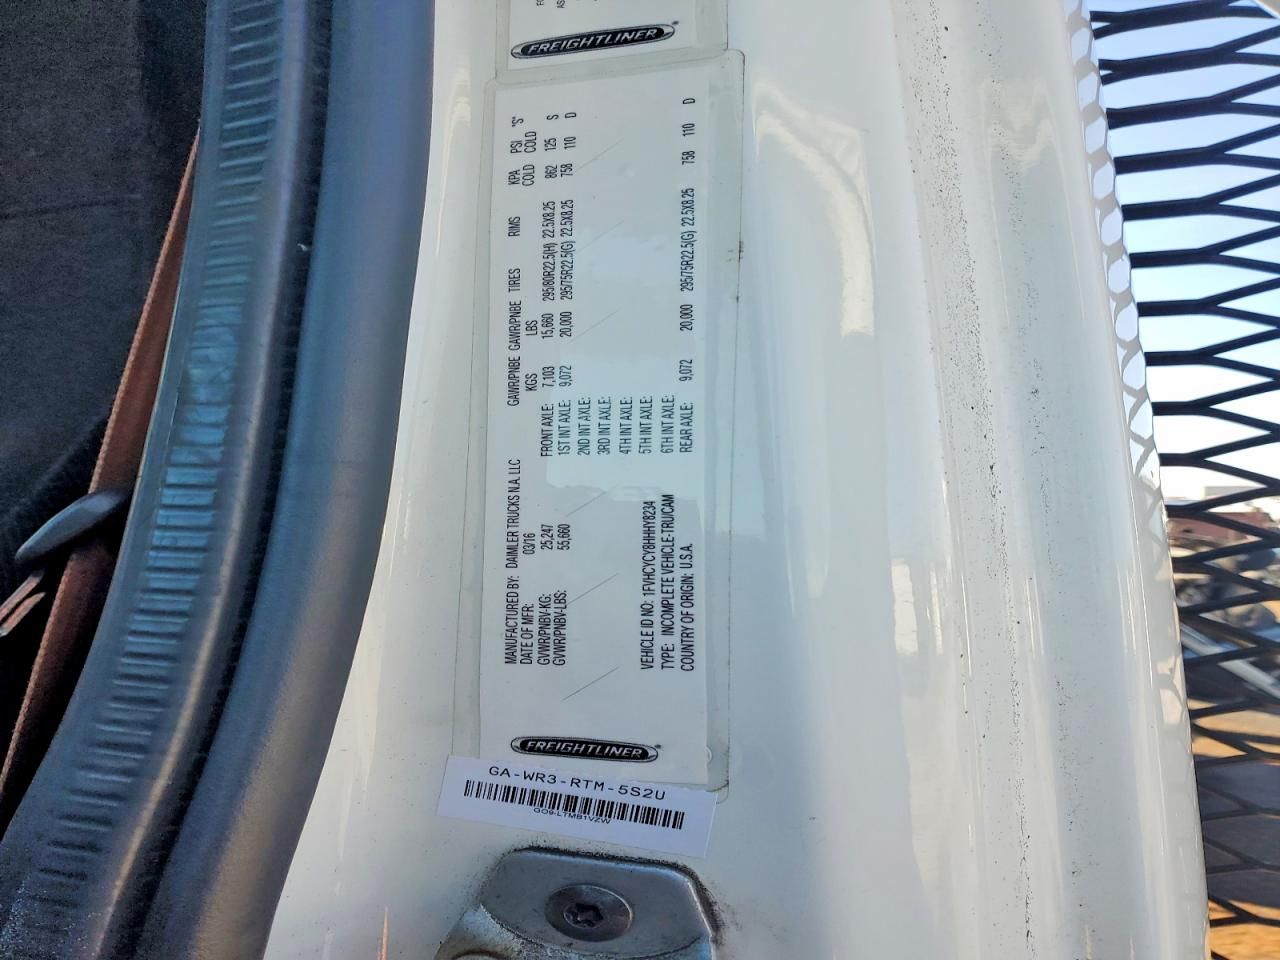 FREIGHTLINER
FREIGHTLINER
MANUFACTURED BY: DAIMLER TRUCKS N.A. LLC
DATE OF MFR: 03/16
GVWR/PNBV-KG: 25,247
GVWR/PNBV-LBS: 55,660
VEHICLE ID NO: 1FVHCYCY8HHHY8234
TYPE: INCOMPLETE VEHICLE-TRU/CAM
COUNTRY OF ORIGIN: U.S.A.
GAWR/PNBE GAWR/PNBE TIRES RIMS KPA PSI "S"
KGS LBS COLD COLD
FRONT AXLE: 7,103 15,660 295/80R22.5(H) 22.5X8.25 862 125 S
1ST INT AXLE: 9,072 20,000 295/75R22.5(G) 22.5X8.25 758 110 D
2ND INT AXLE:
3RD INT AXLE:
4TH INT AXLE:
5TH INT AXLE:
6TH INT AXLE:
REAR AXLE: 9,072 20,000 295/75R22.5(G) 22.5X8.25 758 110 D
GA-WR3-RTM-5S2U
GO9-LTMB1VZW